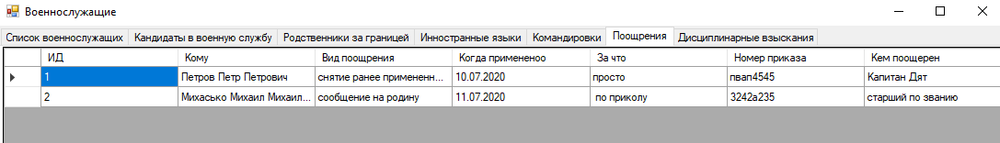 Военнослужащие
Список военнослужащих Кандидаты в военную службу Родственники за границей Инностранные языки Командировки Поощрения Дисциплинарные взыскания
ИД Кому Вид поощрения Когда примененоо За что Номер приказа Кем поощерен
1 Петров Петр Петрович снятие ранее примененн... 10.07.2020 просто пвап4545 Капитан Дят
2 Михасько Михаил Михаил... сообщение на родину 11.07.2020 по приколу 3242а235 старший по званию